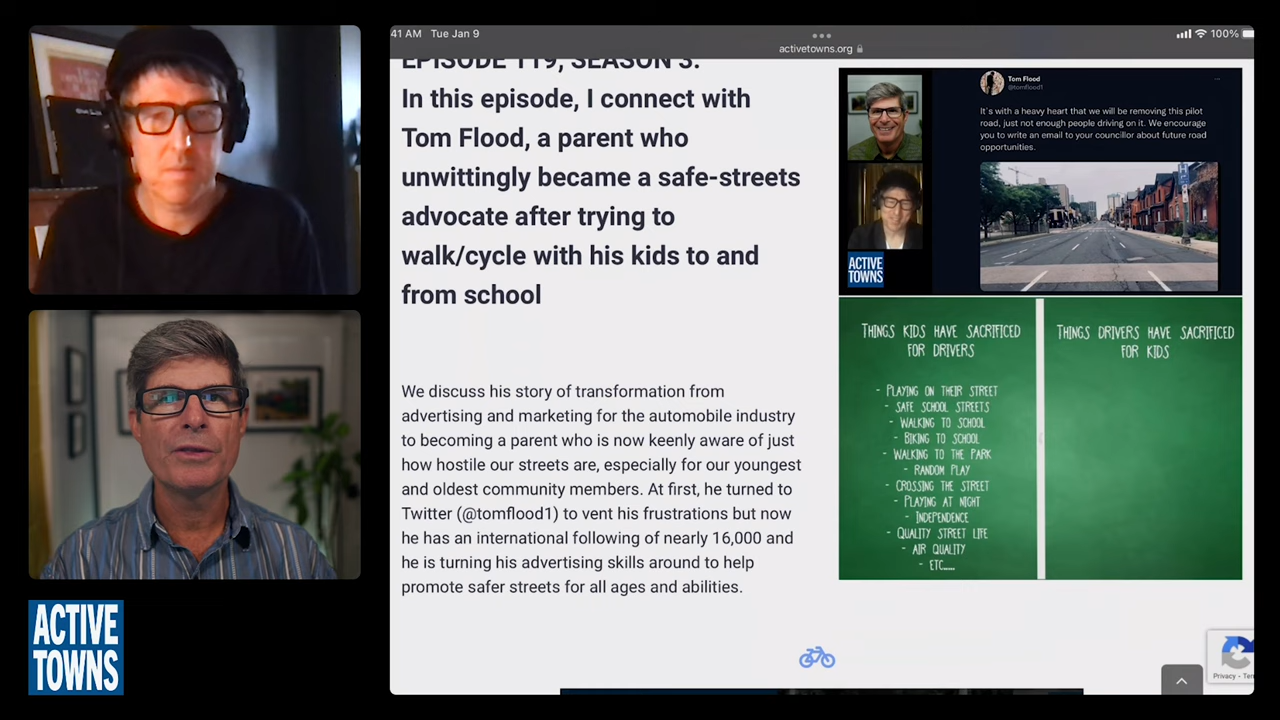 41 AM Tue Jan 9
activetowns.org
100%
EPISODE 119, SEASON 3:
In this episode, I connect with
Tom Flood, a parent who
unwittingly became a safe-streets
advocate after trying to
walk/cycle with his kids to and
from school
We discuss his story of transformation from
advertising and marketing for the automobile industry
to becoming a parent who is now keenly aware of just
how hostile our streets are, especially for our youngest
and oldest community members. At first, he turned to
Twitter (@tomflood1) to vent his frustrations but now
he has an international following of nearly 16,000 and
he is turning his advertising skills around to help
promote safer streets for all ages and abilities.
Tom Flood
@tomflood1
It's with a heavy heart that we will be removing this pilot
road, just not enough people driving on it. We encourage
you to write an email to your councillor about future road
opportunities.
ACTIVE
TOWNS
THINGS KIDS HAVE SACRIFICED
FOR DRIVERS
- PLAYING ON THEIR STREET
- SAFE SCHOOL STREETS
- WALKING TO SCHOOL
- BIKING TO SCHOOL
- WALKING TO THE PARK
- RANDOM PLAY
- CROSSING THE STREET
- PLAYING AT NIGHT
- INDEPENDENCE
- QUALITY STREET LIFE
- AIR QUALITY
- ETC.....
THINGS DRIVERS HAVE SACRIFICED
FOR KIDS
Privacy - Ter
ACTIVE
TOWNS